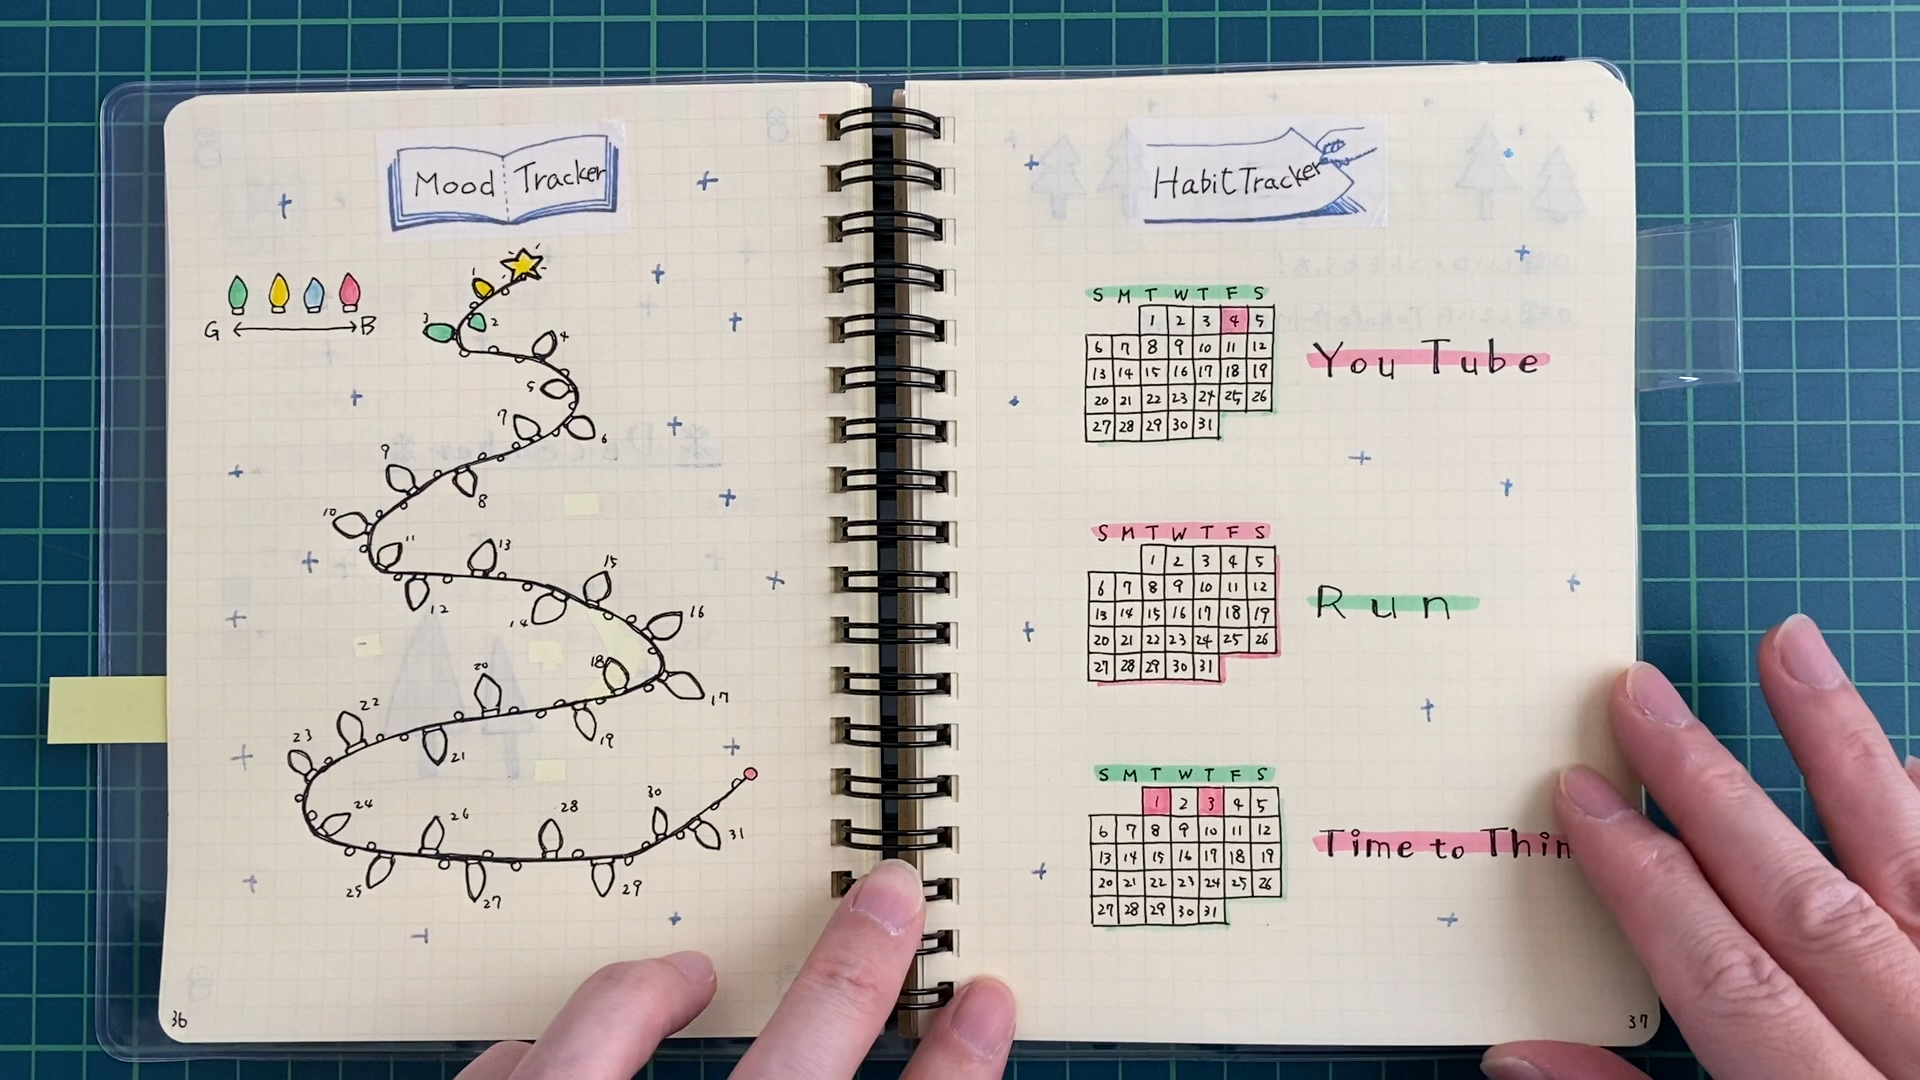 Mood Tracker
G B
1
2
3
4
5
6
7
8
9
10
11
12
13
14
15
16
17
18
19
20
21
22
23
24
25
26
27
28
29
30
31
36
Habit Tracker
S M T W T F S
1 2 3 4 5
6 7 8 9 10 11 12
13 14 15 16 17 18 19
20 21 22 23 24 25 26
27 28 29 30 31
You Tube
S M T W T F S
1 2 3 4 5
6 7 8 9 10 11 12
13 14 15 16 17 18 19
20 21 22 23 24 25 26
27 28 29 30 31
Run
S M T W T F S
1 2 3 4 5
6 7 8 9 10 11 12
13 14 15 16 17 18 19
20 21 22 23 24 25 26
27 28 29 30 31
Time to Thin
37